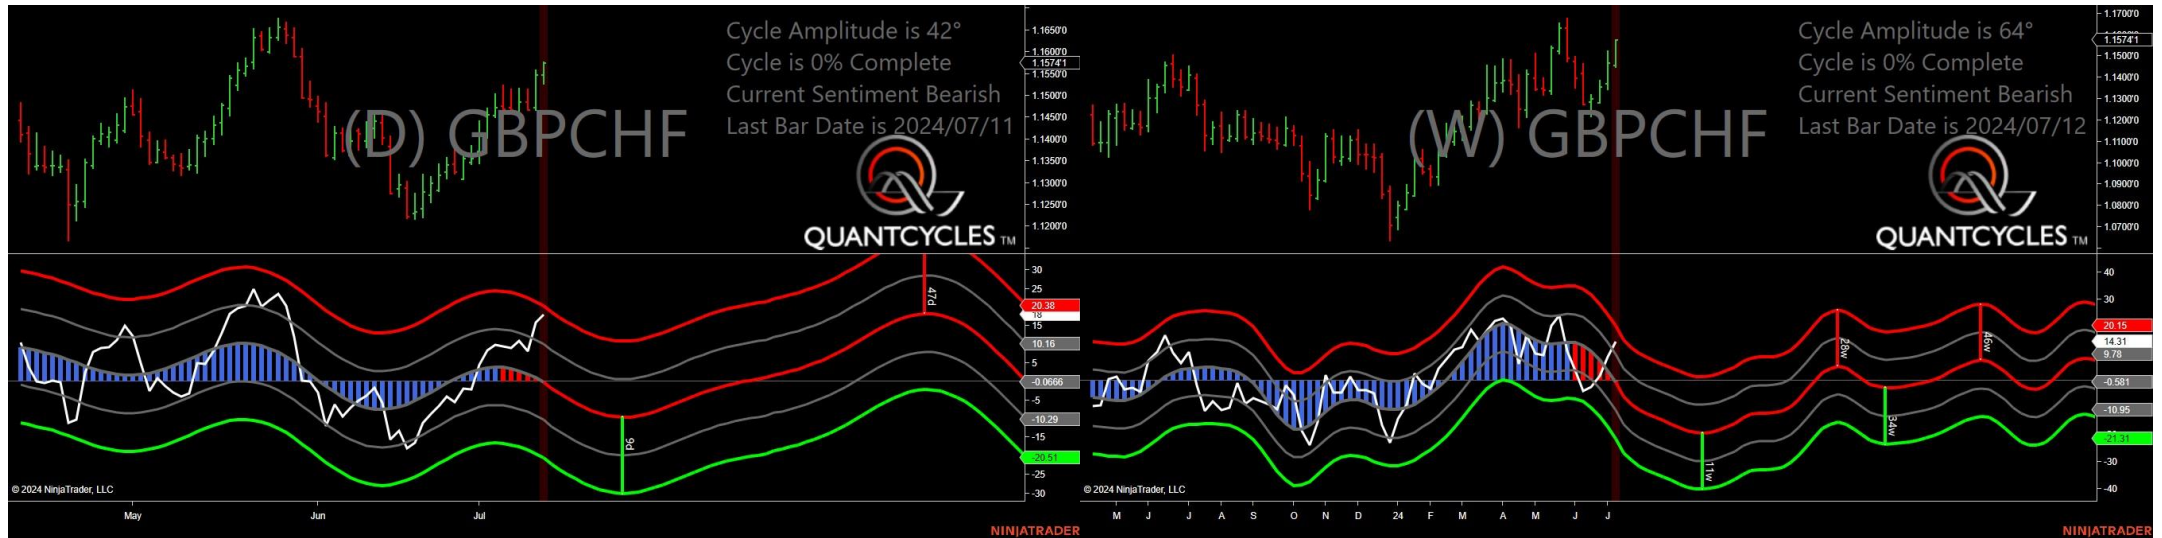 Cycle Amplitude is 42°
Cycle is 0% Complete
Current Sentiment Bearish
Last Bar Date is 2024/07/11
(D) GBPCHF
QUANTCYCLES TM
1.1650'0
1.1600'0
1.1574'1
1.1550'0
1.1500'0
1.1450'0
1.1400'0
1.1350'0
1.1300'0
1.1250'0
1.1200'0
47d
9d
30
25
20.38
18
15
10.16
5
-0.0666
-5
-10.29
-15
-20.51
-25
-30
© 2024 NinjaTrader, LLC
May Jun Jul
NINJATRADER
Cycle Amplitude is 64°
Cycle is 0% Complete
Current Sentiment Bearish
Last Bar Date is 2024/07/12
(W) GBPCHF
QUANTCYCLES TM
1.1700'0
1.1574'1
1.1500'0
1.1400'0
1.1300'0
1.1200'0
1.1100'0
1.1000'0
1.0900'0
1.0800'0
1.0700'0
28w
46w
34w
11w
40
30
20.15
14.31
9.78
-0.581
-10.95
-21.31
-30
-40
© 2024 NinjaTrader, LLC
M J J A S O N D 24 F M A M J J
NINJATRADER